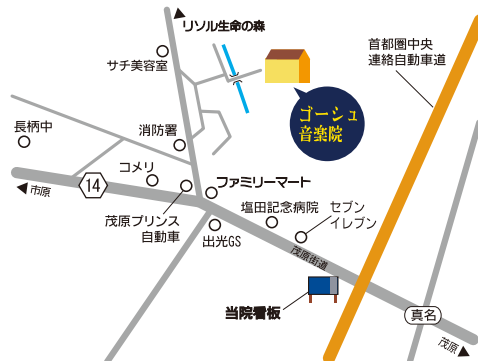 リソル生命の森
サチ美容室
首都圏中央
連絡自動車道
ゴーシュ
音楽院
長柄中
消防署
コメリ
ファミリーマート
市原
14
茂原プリンス
自動車
塩田記念病院
セブン
イレブン
出光GS
茂原街道
当院看板
真名
茂原